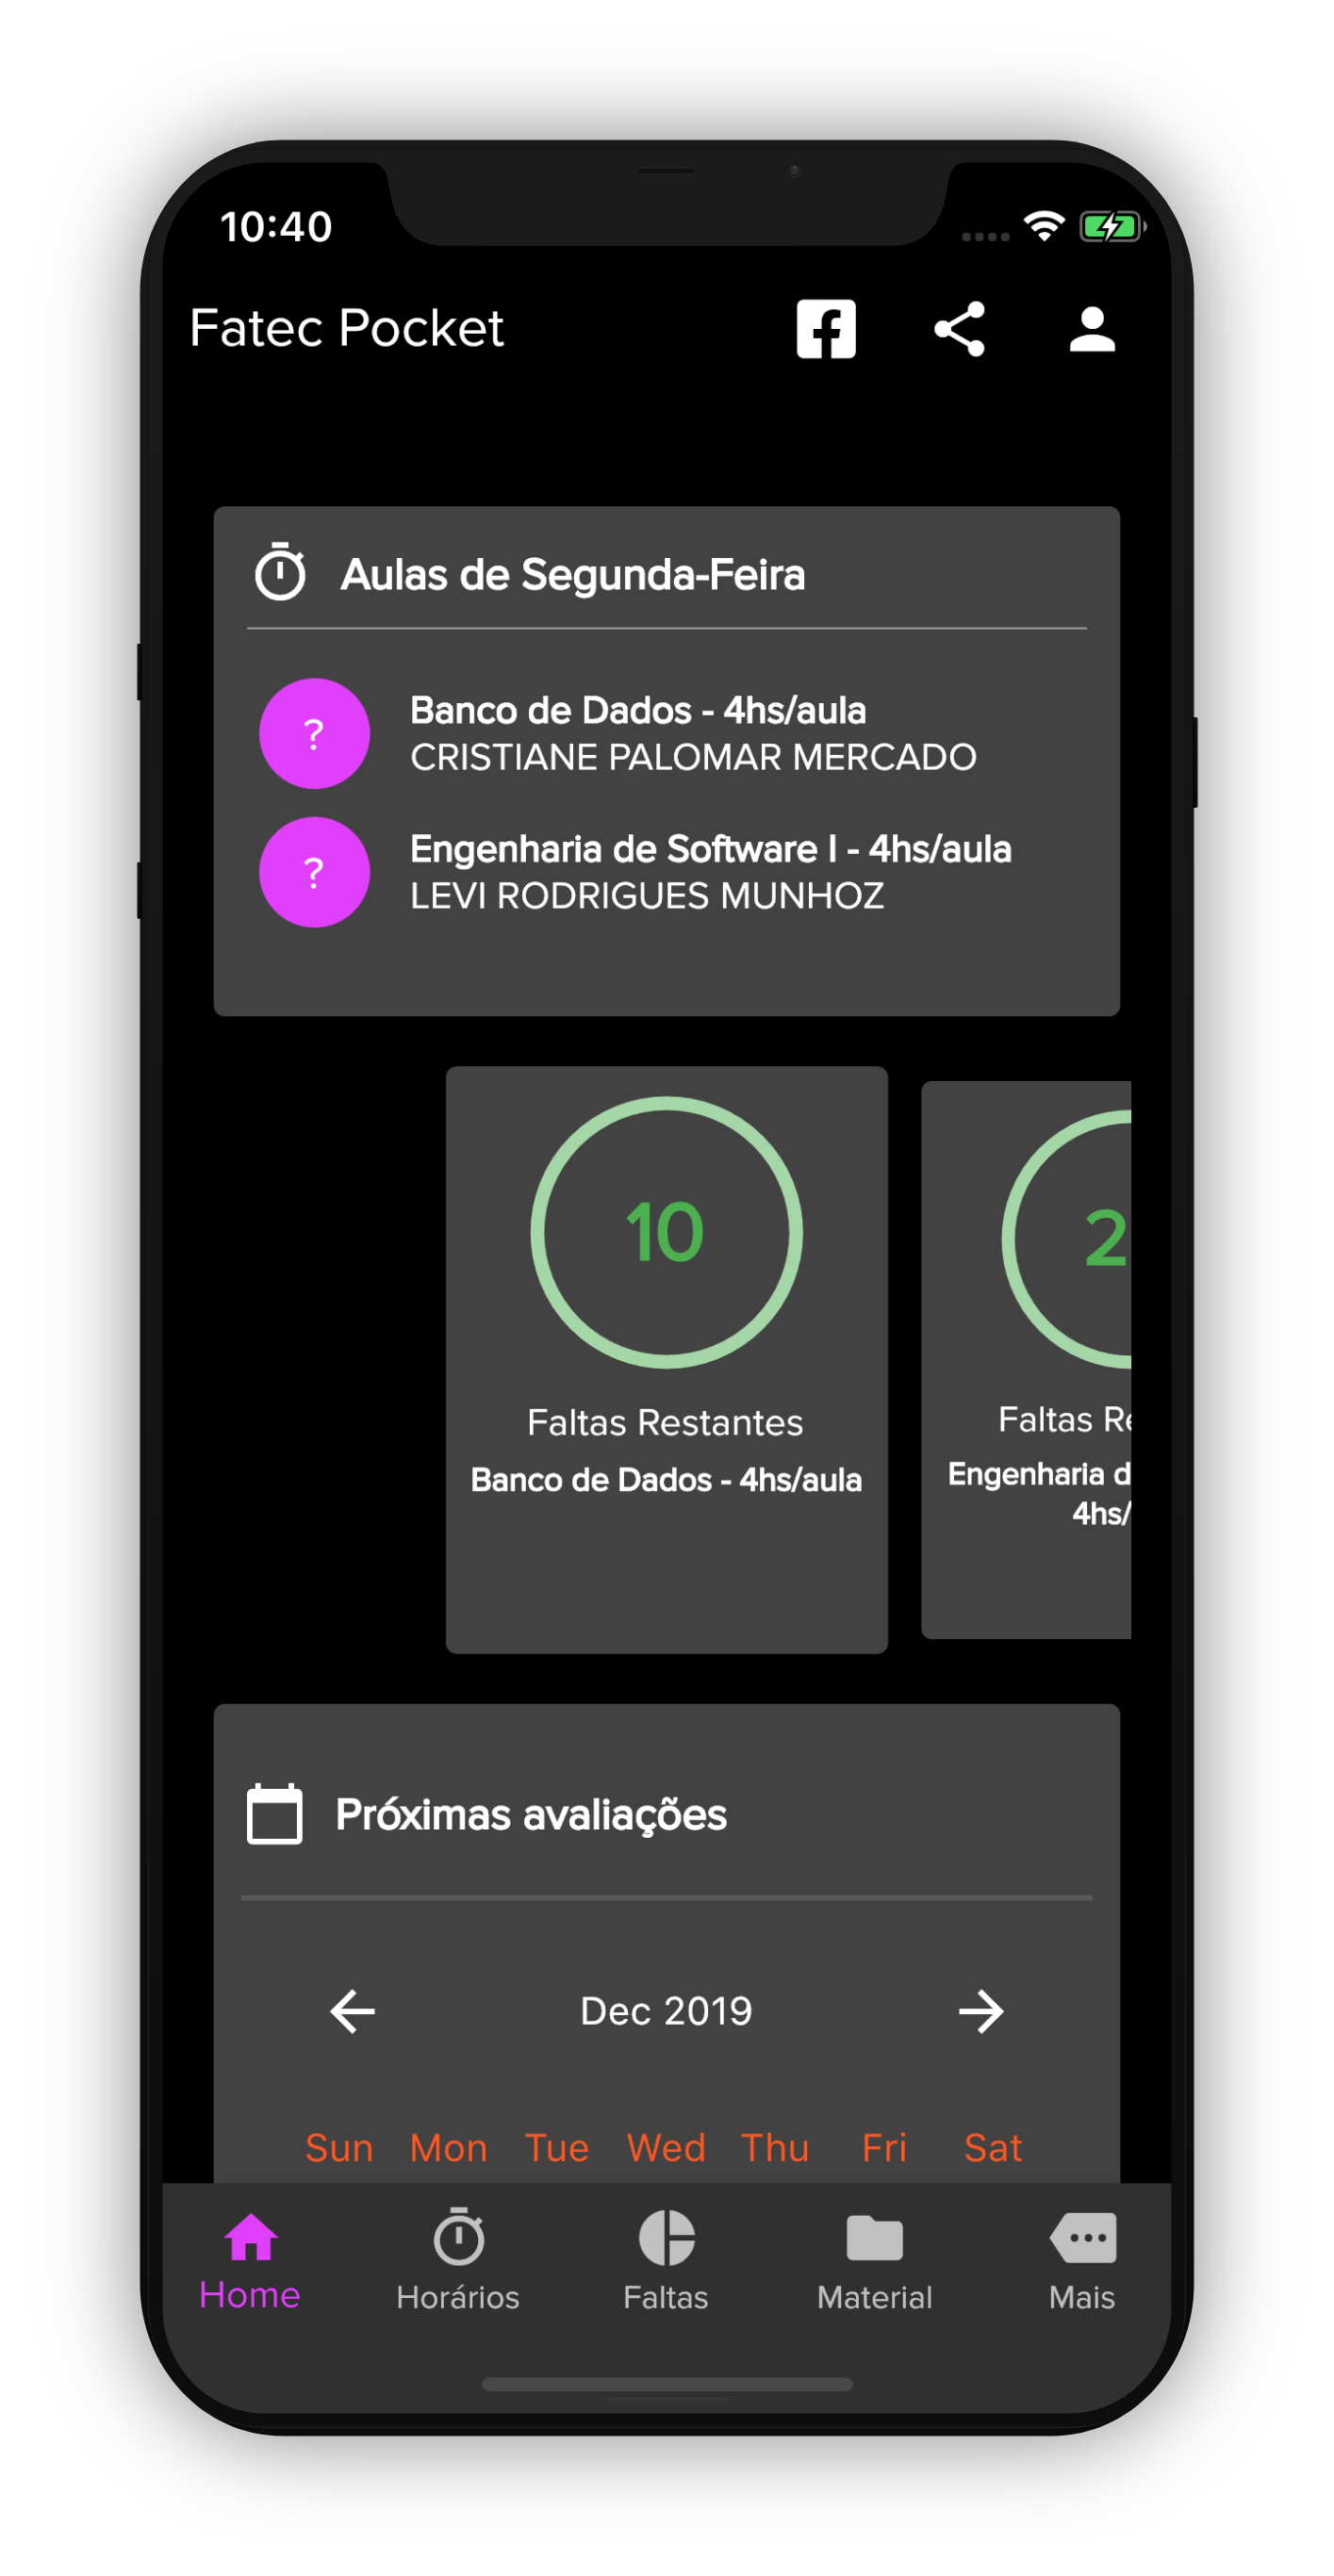 10:40
Fatec Pocket
Aulas de Segunda-Feira
?
Banco de Dados - 4hs/aula
CRISTIANE PALOMAR MERCADO
?
Engenharia de Software I - 4hs/aula
LEVI RODRIGUES MUNHOZ
10
Faltas Restantes
Banco de Dados - 4hs/aula
2
Faltas Re
Engenharia d
4hs/
Próximas avaliações
Dec 2019
Sun Mon Tue Wed Thu Fri Sat
Home Horários Faltas Material Mais